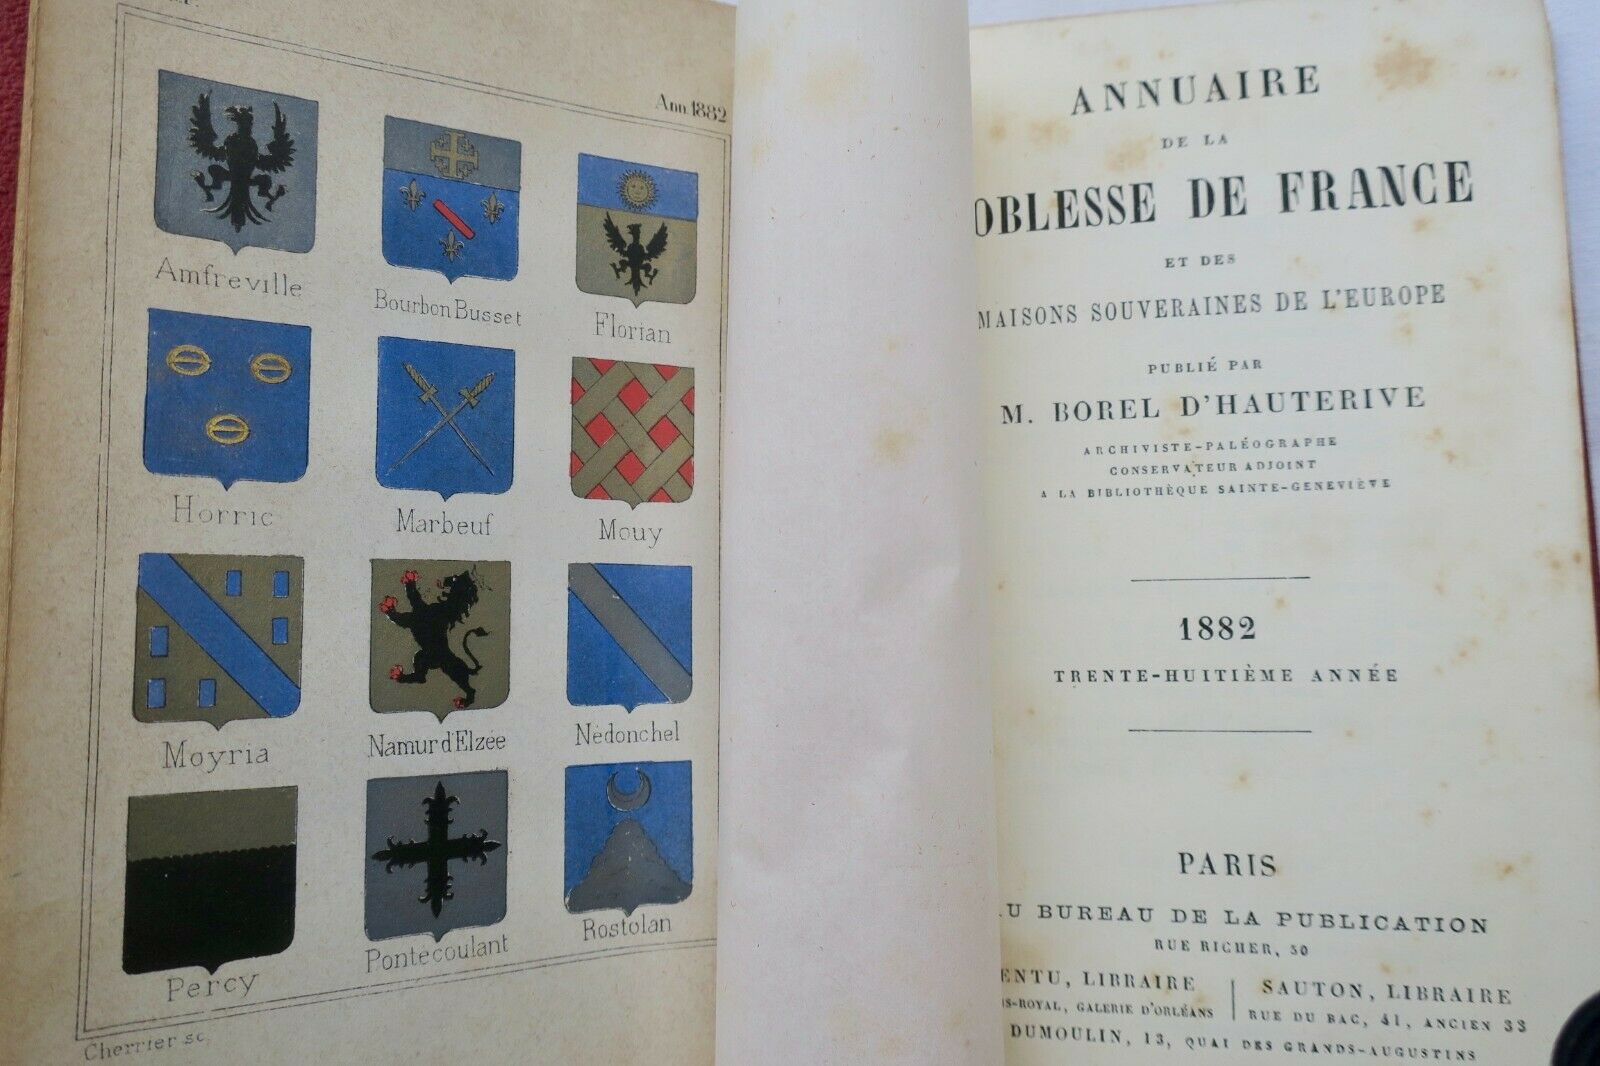 Ann. 1882
Amfreville
Bourbon Busset
Florian
Horric
Marbeuf
Mouy
Moyria
Namur d'Elzée
Nédonchel
Percy
Pontécoulant
Rostolan
Cherrier sc.
ANNUAIRE
DE LA
OBLESSE DE FRANCE
ET DES
MAISONS SOUVERAINES DE L'EUROPE
PUBLIÉ PAR
M. BOREL D'HAUTERIVE
ARCHIVISTE-PALÉOGRAPHE
CONSERVATEUR ADJOINT
A LA BIBLIOTHÈQUE SAINTE-GENEVIÈVE
1882
TRENTE-HUITIÈME ANNÉE
PARIS
U BUREAU DE LA PUBLICATION
RUE RICHER, 30
ENTU, LIBRAIRE
IS-ROYAL, GALERIE D'ORLÉANS
SAUTON, LIBRAIRE
RUE DU BAC, 41, ANCIEN 33
DUMOULIN, 13, QUAI DES GRANDS-AUGUSTINS